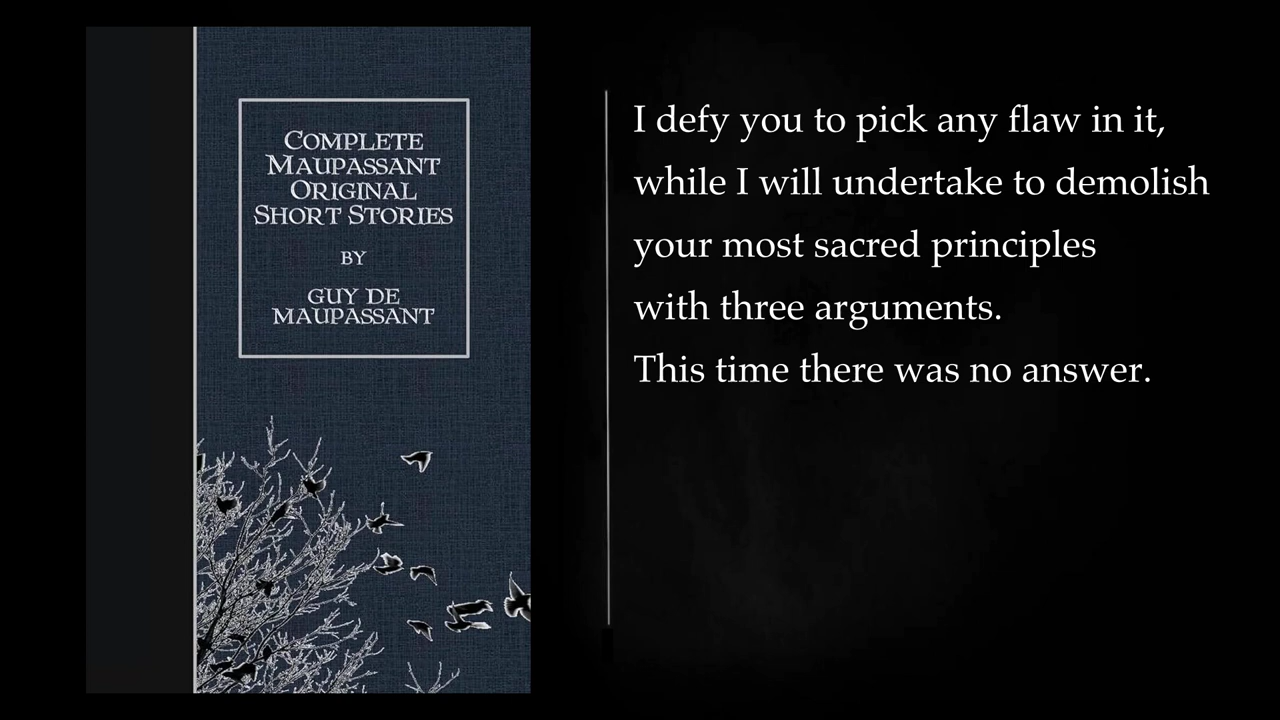 COMPLETE
MAUPASSANT
ORIGINAL
SHORT STORIES
BY
GUY DE
MAUPASSANT
I defy you to pick any flaw in it,
while I will undertake to demolish
your most sacred principles
with three arguments.
This time there was no answer.